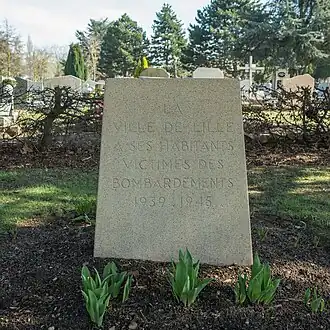 LA
VILLE DE LILLE
A SES HABITANTS
VICTIMES DES
BOMBARDEMENTS
1939-1945